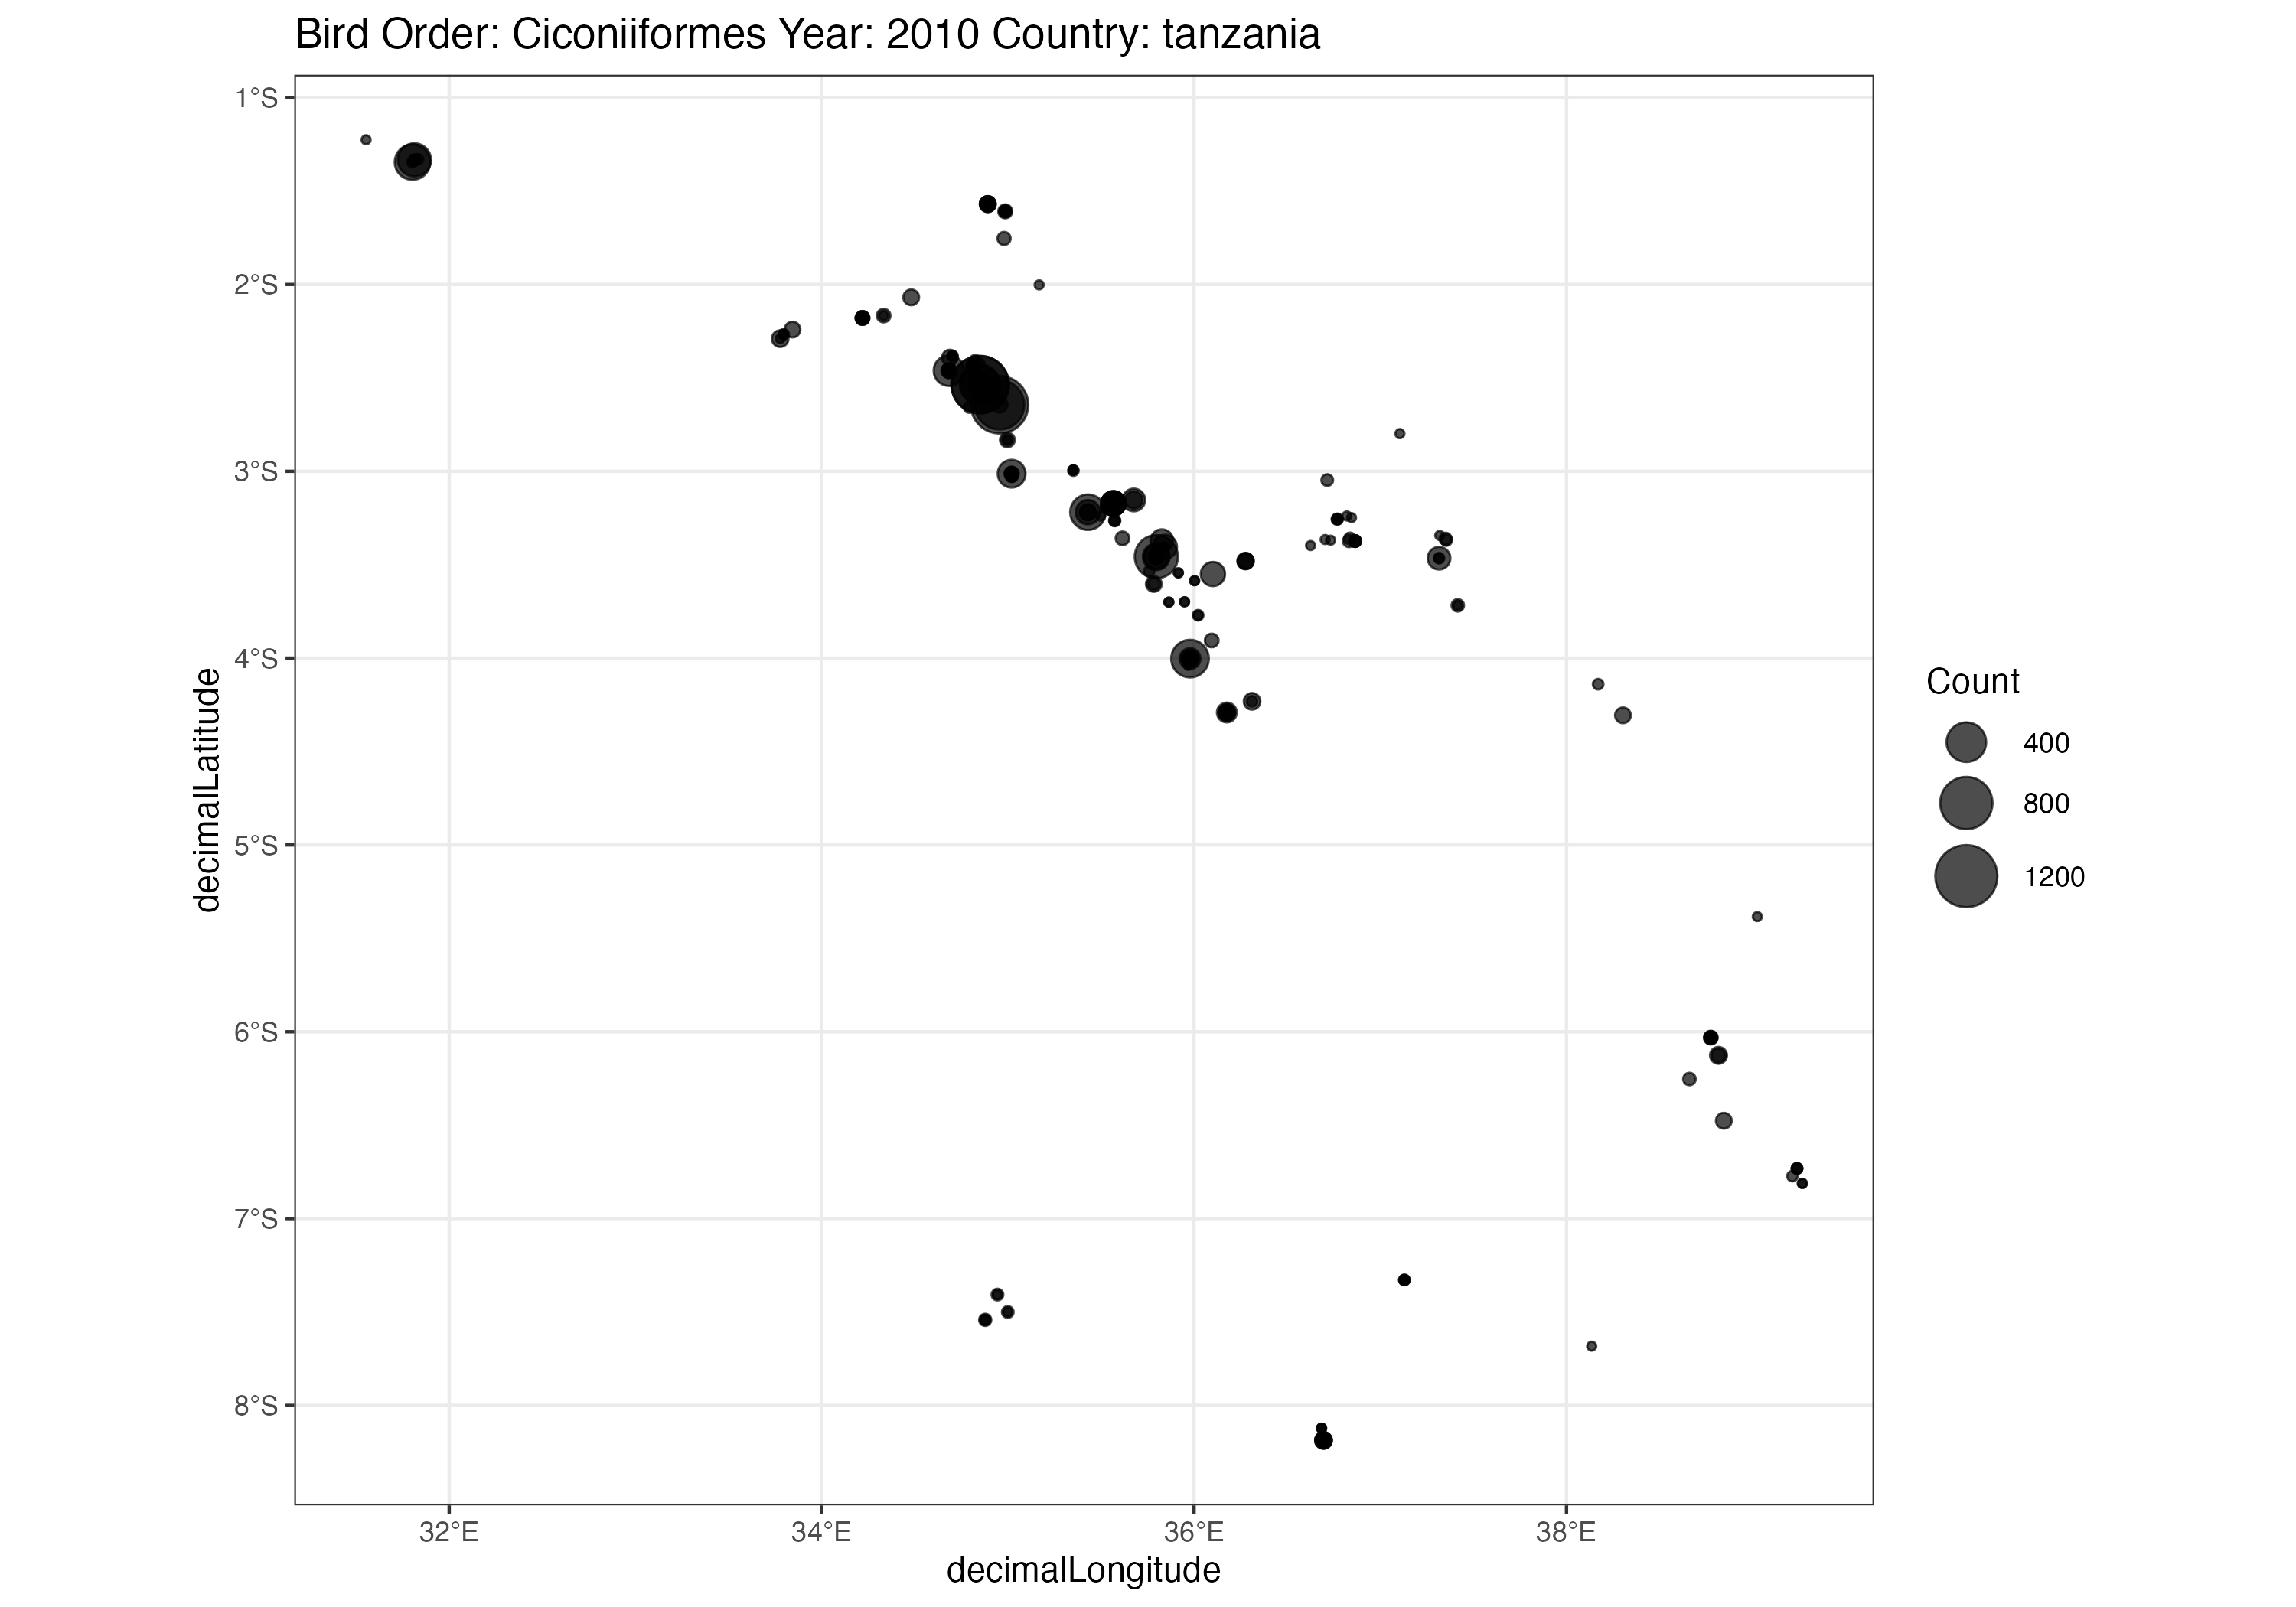 Bird Order: Ciconiiformes Year: 2010 Country: tanzania
1°S
2°S
3°S
4°S
5°S
6°S
7°S
8°S
decimalLatitude
32°E 34°E 36°E 38°E
decimalLongitude
Count
400
800
1200